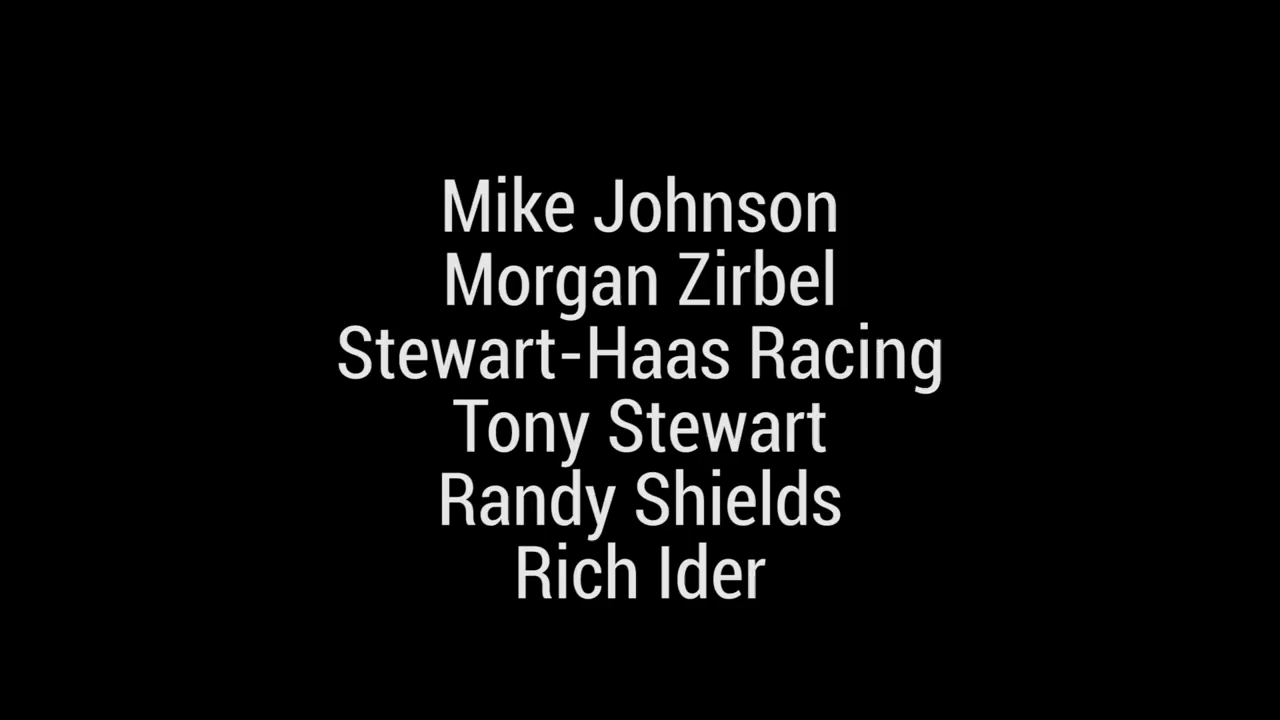 Mike Johnson
Morgan Zirbel
Stewart-Haas Racing
Tony Stewart
Randy Shields
Rich Ider